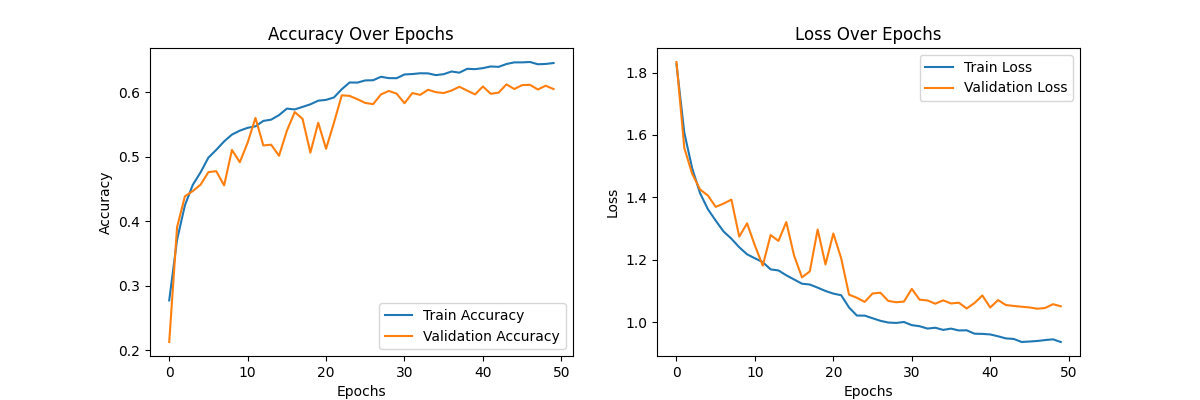 Accuracy Over Epochs
Accuracy
0.6
0.5
0.4
0.3
0.2
Train Accuracy
Validation Accuracy
0 10 20 30 40 50
Epochs
Loss Over Epochs
Loss
1.8
1.6
1.4
1.2
1.0
Train Loss
Validation Loss
0 10 20 30 40 50
Epochs